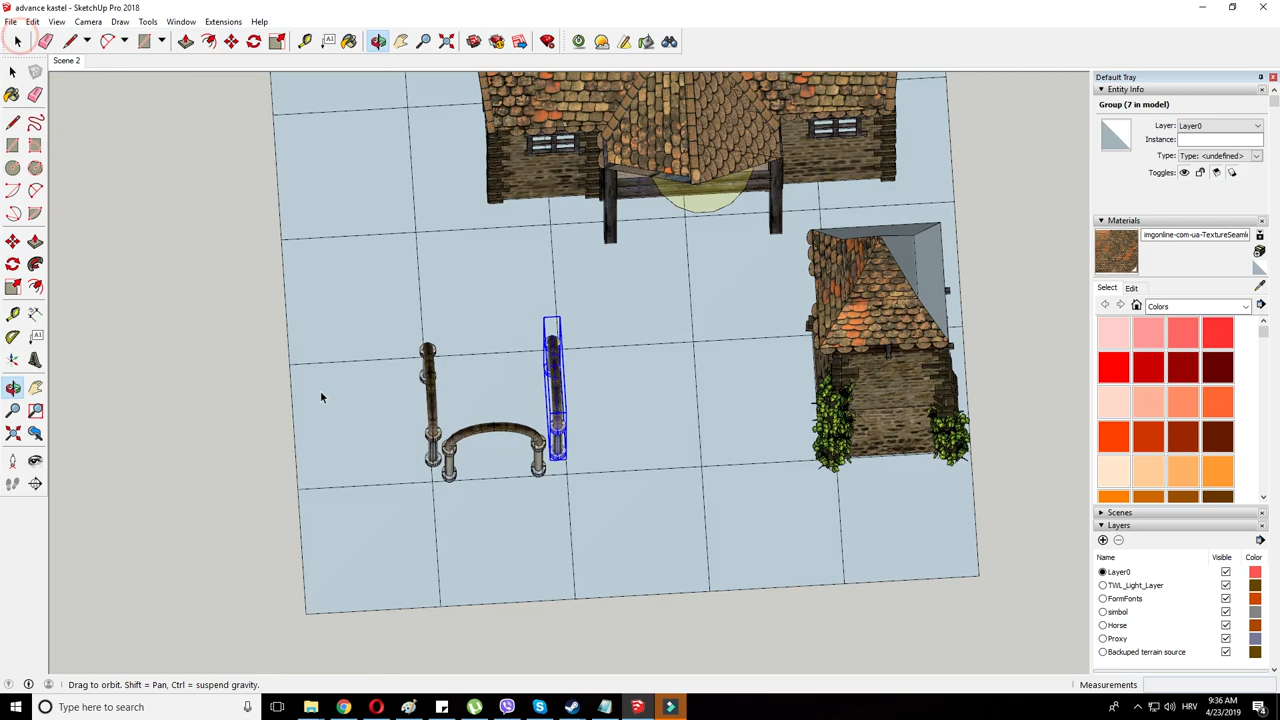 advance kastel - SketchUp Pro 2018
File Edit View Camera Draw Tools Window Extensions Help
Scene 2
Default Tray
Entity Info
Group (7 in model)
Layer: Layer0
Instance:
Type: Type: <undefined>
Toggles:
Materials
imgonline-com-ua-TextureSeamle
Select Edit
Colors
Scenes
Layers
Name Visible Color
Layer0
TWL_Light_Layer
FormFonts
simbol
Horse
Proxy
Backuped terrain source
Drag to orbit. Shift = Pan, Ctrl = suspend gravity.
Measurements
Type here to search
HRV
9:36 AM
4/23/2019